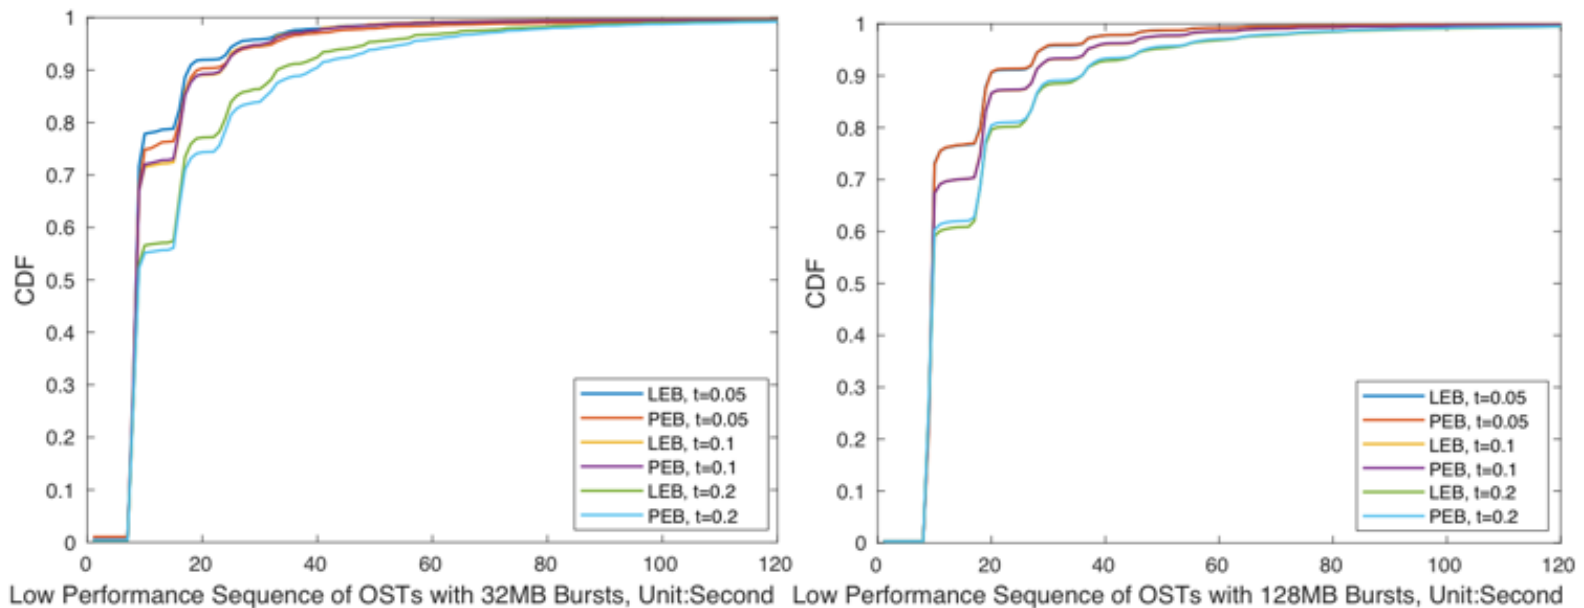 1
0.9
0.8
0.7
0.6
0.5
0.4
0.3
0.2
0.1
0
CDF
LEB, t=0.05
PEB, t=0.05
LEB, t=0.1
PEB, t=0.1
LEB, t=0.2
PEB, t=0.2
0 20 40 60 80 100 120
Low Performance Sequence of OSTs with 32MB Bursts, Unit:Second
1
0.9
0.8
0.7
0.6
0.5
0.4
0.3
0.2
0.1
0
CDF
LEB, t=0.05
PEB, t=0.05
LEB, t=0.1
PEB, t=0.1
LEB, t=0.2
PEB, t=0.2
0 20 40 60 80 100 120
Low Performance Sequence of OSTs with 128MB Bursts, Unit:Second